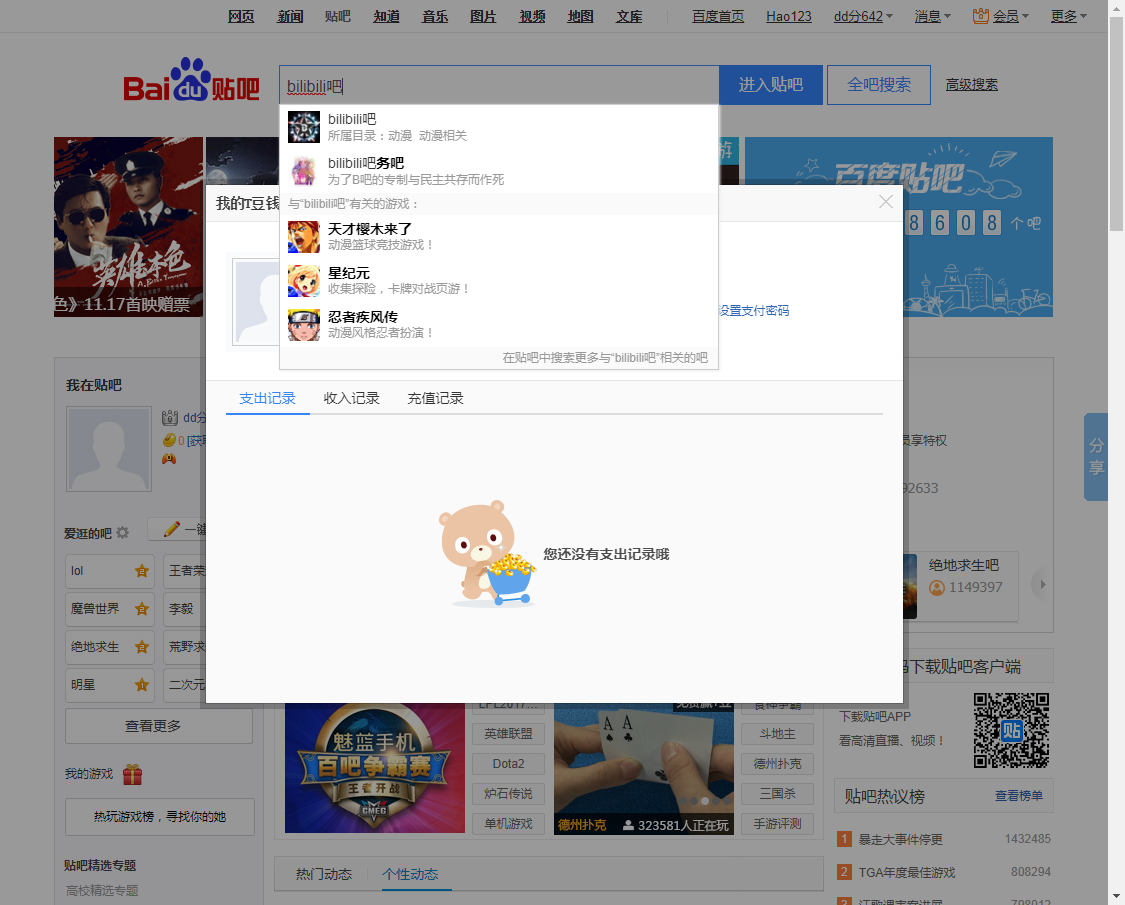 网页 新闻 贴吧 知道 音乐 图片 视频 地图 文库 百度首页 Hao123 dd分642 消息 会员 更多
Bai du 贴吧
bilibili吧
进入贴吧
全吧搜索
高级搜索
bilibili吧
所属目录：动漫 动漫相关
bilibili吧务吧
为了B吧的专制与民主共存而作死
与“bilibili吧”有关的游戏：
天才樱木来了
动漫篮球竞技游戏！
星纪元
收集探险，卡牌对战页游！
忍者疾风传
动漫风格忍者扮演！
在贴吧中搜索更多与“bilibili吧”相关的吧
英雄本色
色》11.17首映赠票
游
百度贴吧
8608个吧
我的T豆钱
设置支付密码
支出记录 收入记录 充值记录
您还没有支出记录哦
我在贴吧
dd分
0 [获取
爱逛的吧
一键
lol 王者荣
魔兽世界 李毅
绝地求生 荒野求
明星 二次元
查看更多
我的游戏
热玩游戏榜，寻找你的她
贴吧精选专题
高校精选专题
魅蓝手机
百吧争霸赛
王者开战
CMEC
英雄联盟
Dota2
炉石传说
单机游戏
德州扑克 323581人正在玩
斗地主
德州扑克
三国杀
手游评测
热门动态 个性动态
员享特权
92633
绝地求生吧
1149397
分享
码下载贴吧客户端
下载贴吧APP
看高清直播、视频！
贴
贴吧热议榜 查看榜单
1 暴走大事件停更 1432485
2 TGA年度最佳游戏 808294